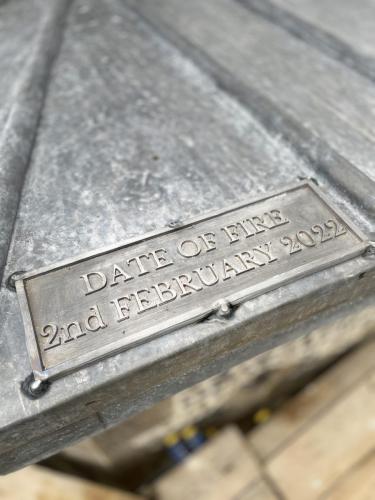 DATE OF FIRE
2nd FEBRUARY 2022